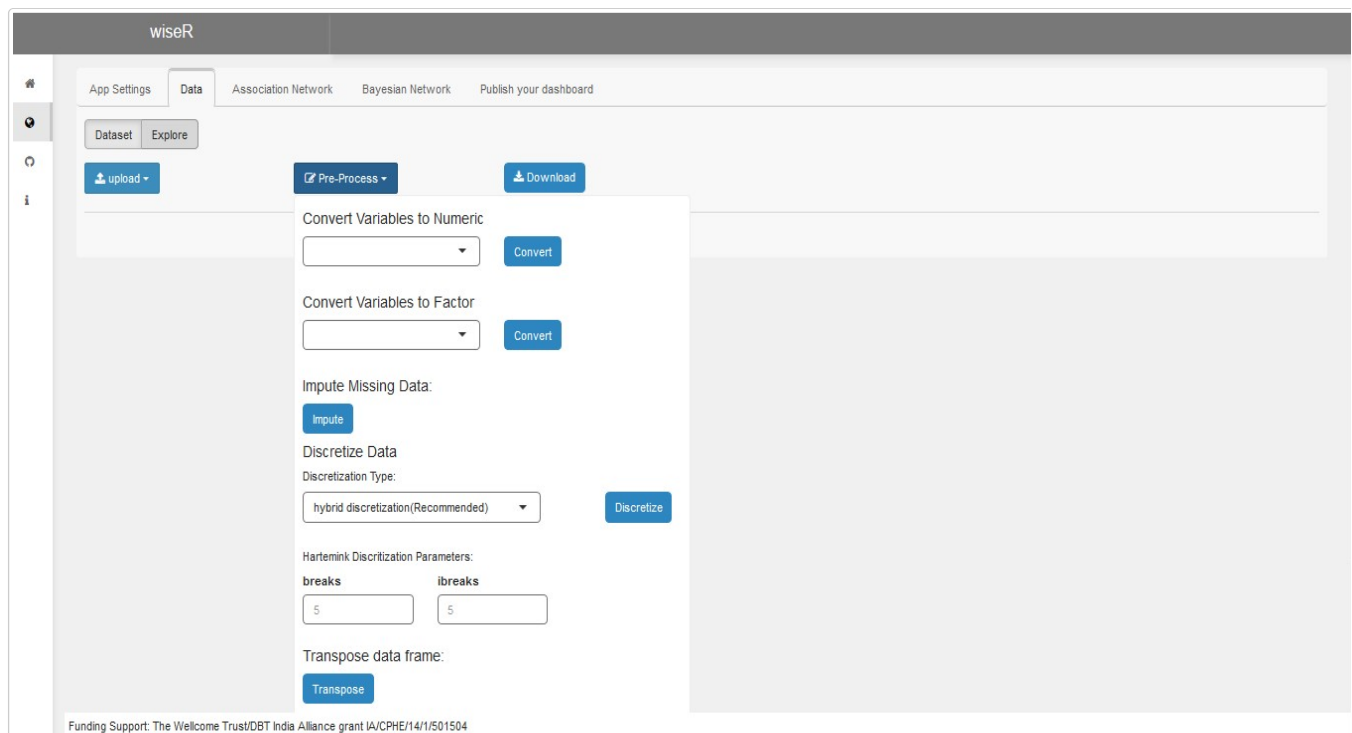 wiseR
App Settings Data Association Network Bayesian Network Publish your dashboard
Dataset Explore
upload Pre-Process Download
Convert Variables to Numeric
Convert
Convert Variables to Factor
Convert
Impute Missing Data:
Impute
Discretize Data
Discretization Type:
hybrid discretization(Recommended) Discretize
Hartemink Discritization Parameters:
breaks ibreaks
5 5
Transpose data frame:
Transpose
Funding Support: The Wellcome Trust/DBT India Alliance grant IA/CPHE/14/1/501504